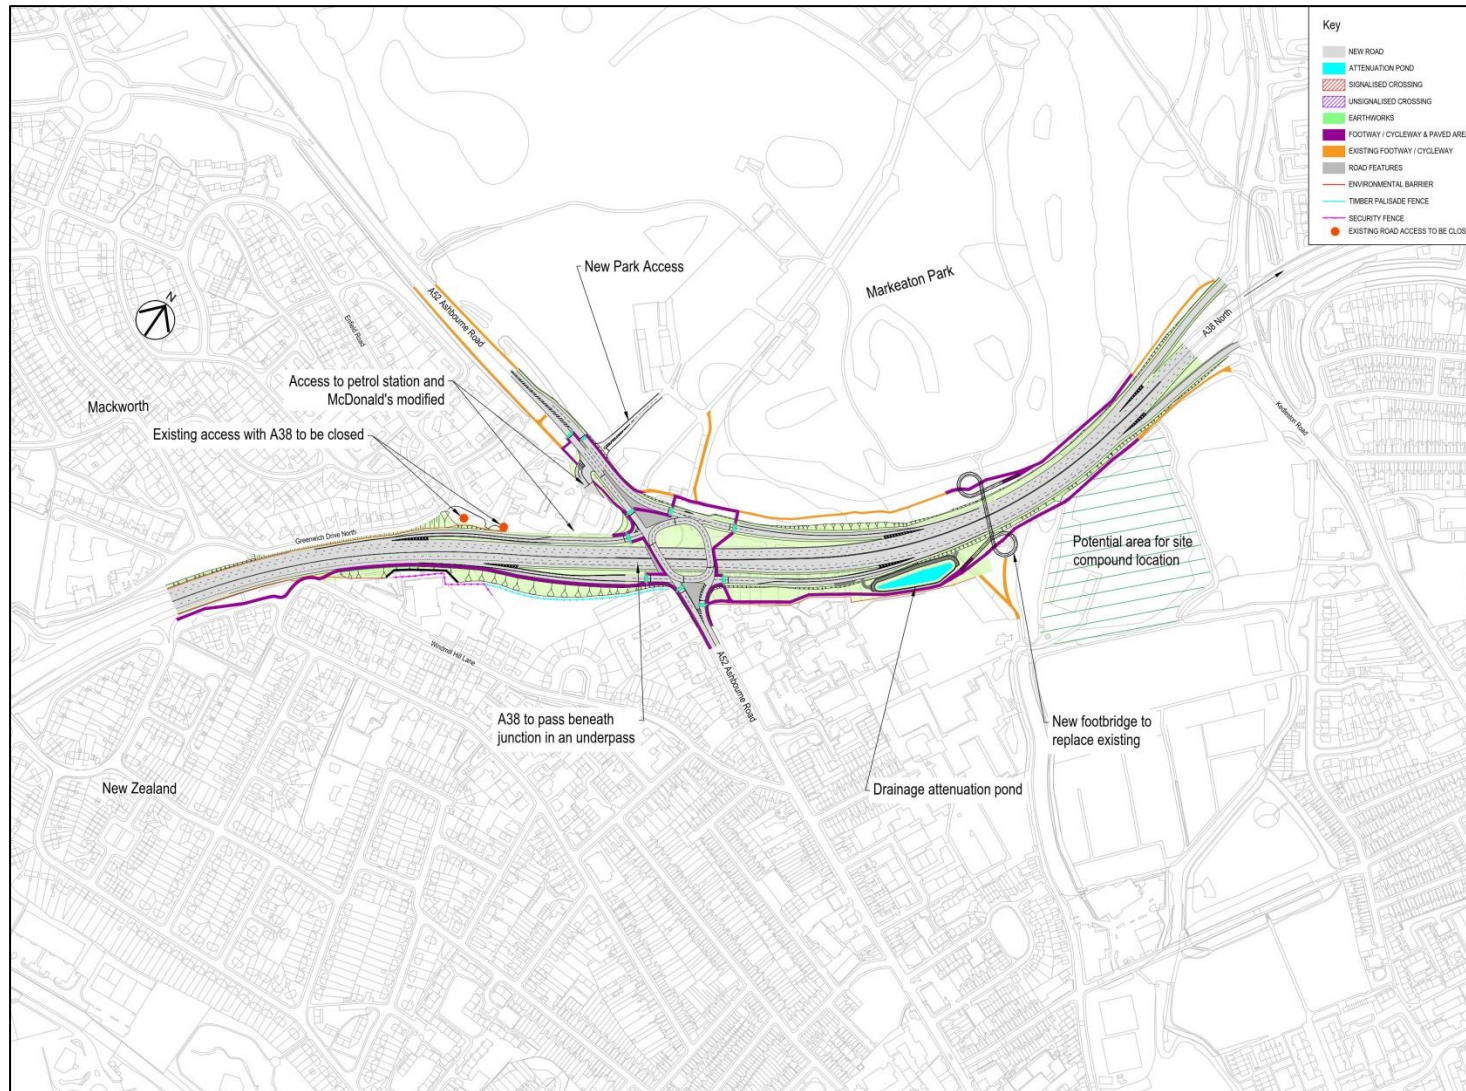 Key
NEW ROAD
ATTENUATION POND
SIGNALISED CROSSING
UNSIGNALISED CROSSING
EARTHWORKS
FOOTWAY / CYCLEWAY & PAVED AREA
EXISTING FOOTWAY / CYCLEWAY
ROAD FEATURES
ENVIRONMENTAL BARRIER
TIMBER PALISADE FENCE
SECURITY FENCE
EXISTING ROAD ACCESS TO BE CLOS
New Park Access
Markeaton Park
N
A52 Ashbourne Road
Enfield Road
A38 North
Access to petrol station and
McDonald's modified
Mackworth
Kedleston Road
Existing access with A38 to be closed
Greenwich Drive North
Potential area for site
compound location
Windmill Hill Lane
A52 Ashbourne Road
A38 to pass beneath
junction in an underpass
New footbridge to
replace existing
New Zealand
Drainage attenuation pond